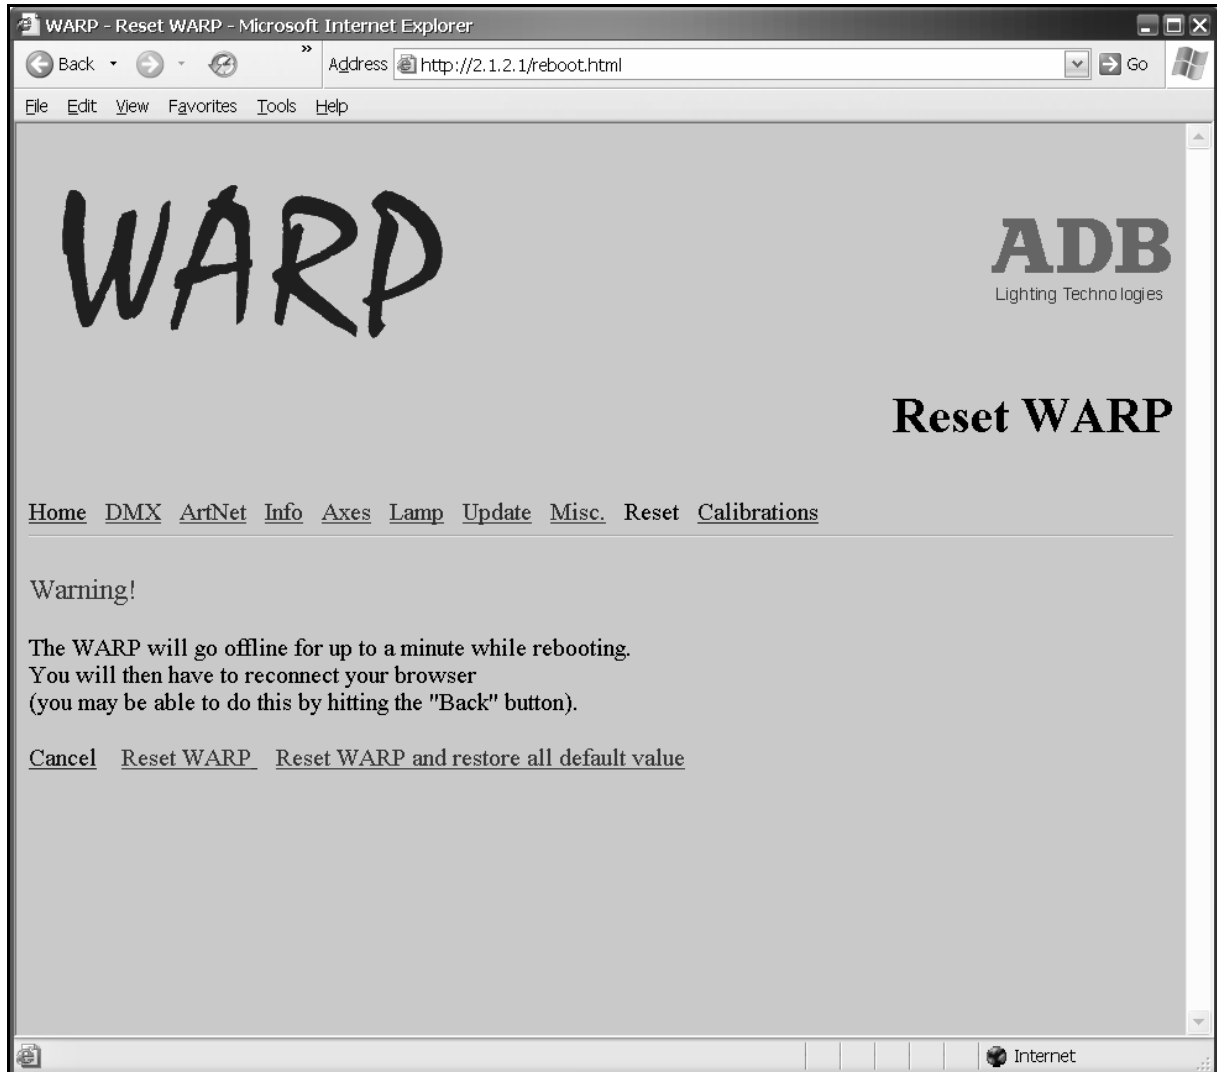 WARP - Reset WARP - Microsoft Internet Explorer
Back » Address http://2.1.2.1/reboot.html Go
File Edit View Favorites Tools Help
WARP
ADB
Lighting Technologies
Reset WARP
Home DMX ArtNet Info Axes Lamp Update Misc. Reset Calibrations
Warning!
The WARP will go offline for up to a minute while rebooting.
You will then have to reconnect your browser
(you may be able to do this by hitting the "Back" button).
Cancel Reset WARP Reset WARP and restore all default value
Internet